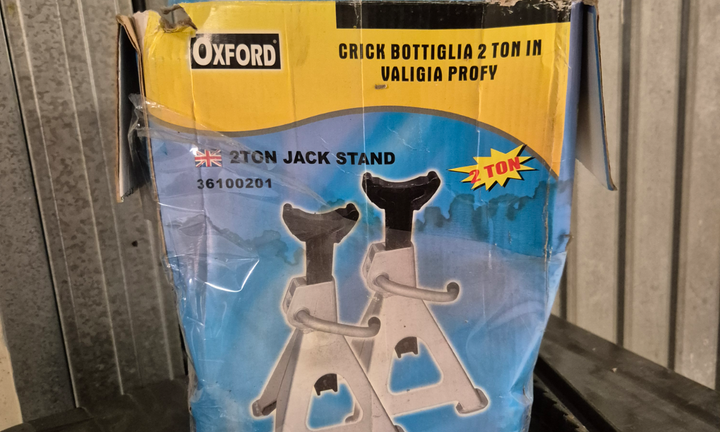 OXFORD
CRICK BOTTIGLIA 2 TON IN
VALIGIA PROFY
2TON JACK STAND
36100201
2 TON